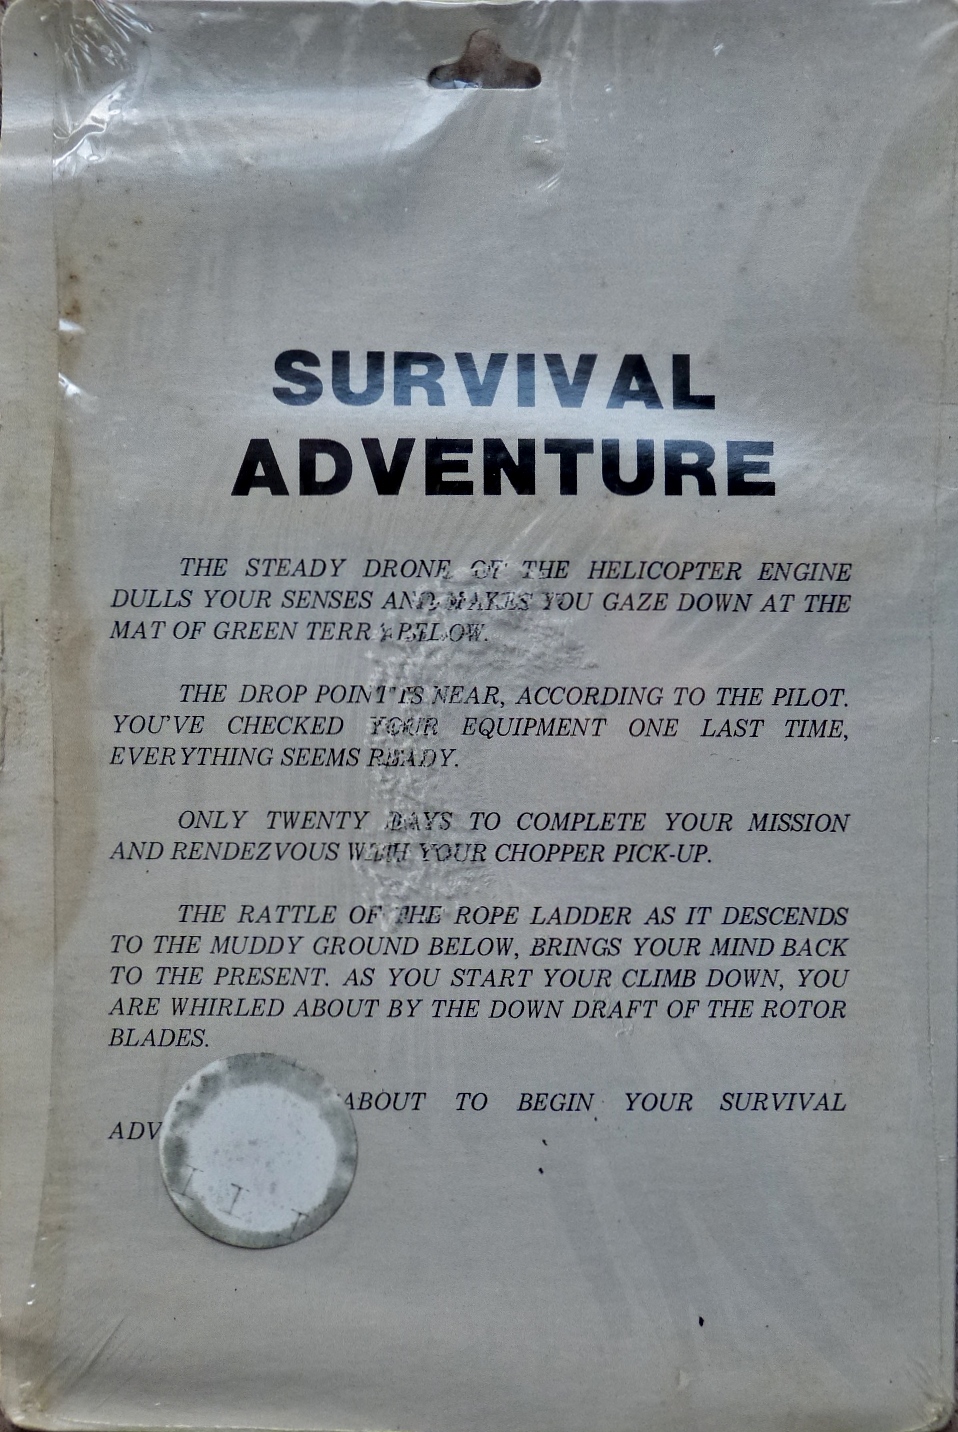 SURVIVAL
ADVENTURE
THE STEADY DRONE OF THE HELICOPTER ENGINE
DULLS YOUR SENSES AND MAKES YOU GAZE DOWN AT THE
MAT OF GREEN BELOW.
THE DROP POINT IS NEAR, ACCORDING TO THE PILOT.
YOU'VE CHECKED YOUR EQUIPMENT ONE LAST TIME,
EVERYTHING SEEMS READY.
ONLY TWENTY DAYS TO COMPLETE YOUR MISSION
AND RENDEZVOUS WITH YOUR CHOPPER PICK-UP.
THE RATTLE OF THE ROPE LADDER AS IT DESCENDS
TO THE MUDDY GROUND BELOW, BRINGS YOUR MIND BACK
TO THE PRESENT. AS YOU START YOUR CLIMB DOWN, YOU
ARE WHIRLED ABOUT BY THE DOWN DRAFT OF THE ROTOR
BLADES.
ABOUT TO BEGIN YOUR SURVIVAL
ADV